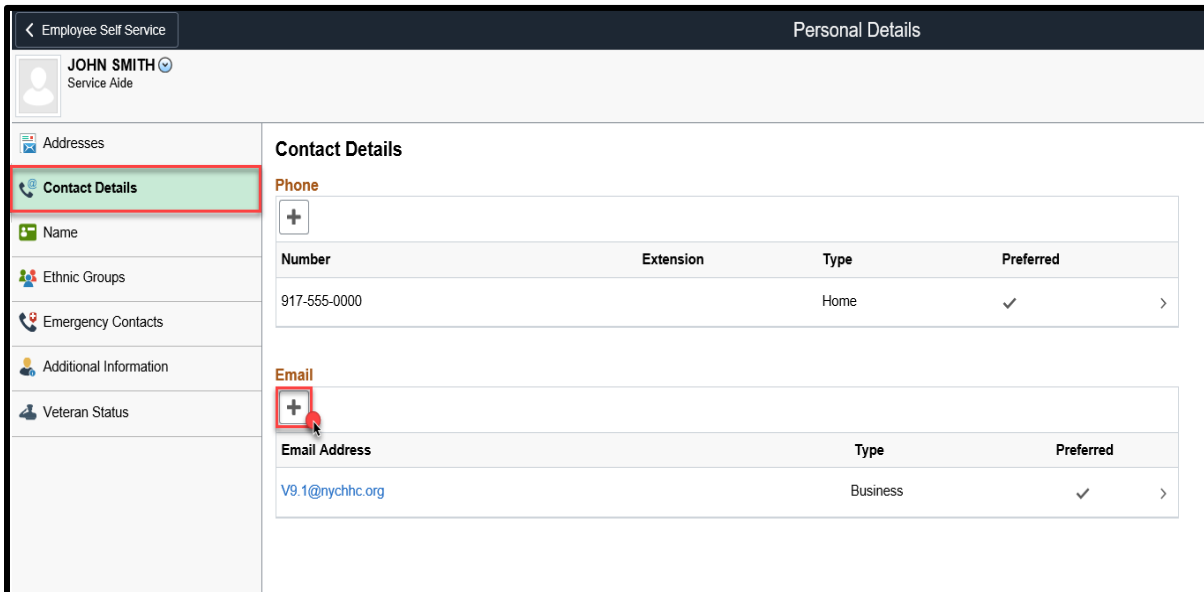 Employee Self Service
Personal Details
JOHN SMITH
Service Aide
Addresses
Contact Details
Name
Ethnic Groups
Emergency Contacts
Additional Information
Veteran Status
Contact Details
Phone
Number Extension Type Preferred
917-555-0000 Home
Email
Email Address Type Preferred
V9.1@nychhc.org Business